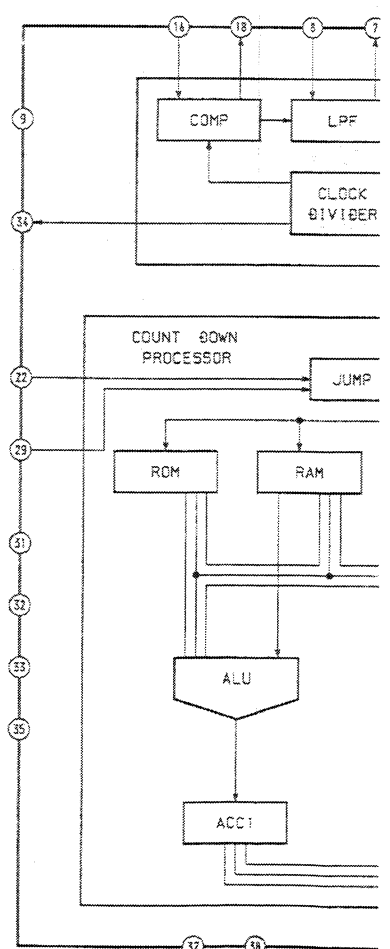 16 18 8 7
COMP LPF
9
CLOCK
DIVIDER
34
COUNT DOWN
PROCESSOR
22
JUMP
29
ROM RAM
31
32
33
ALU
35
ACC1
37 38